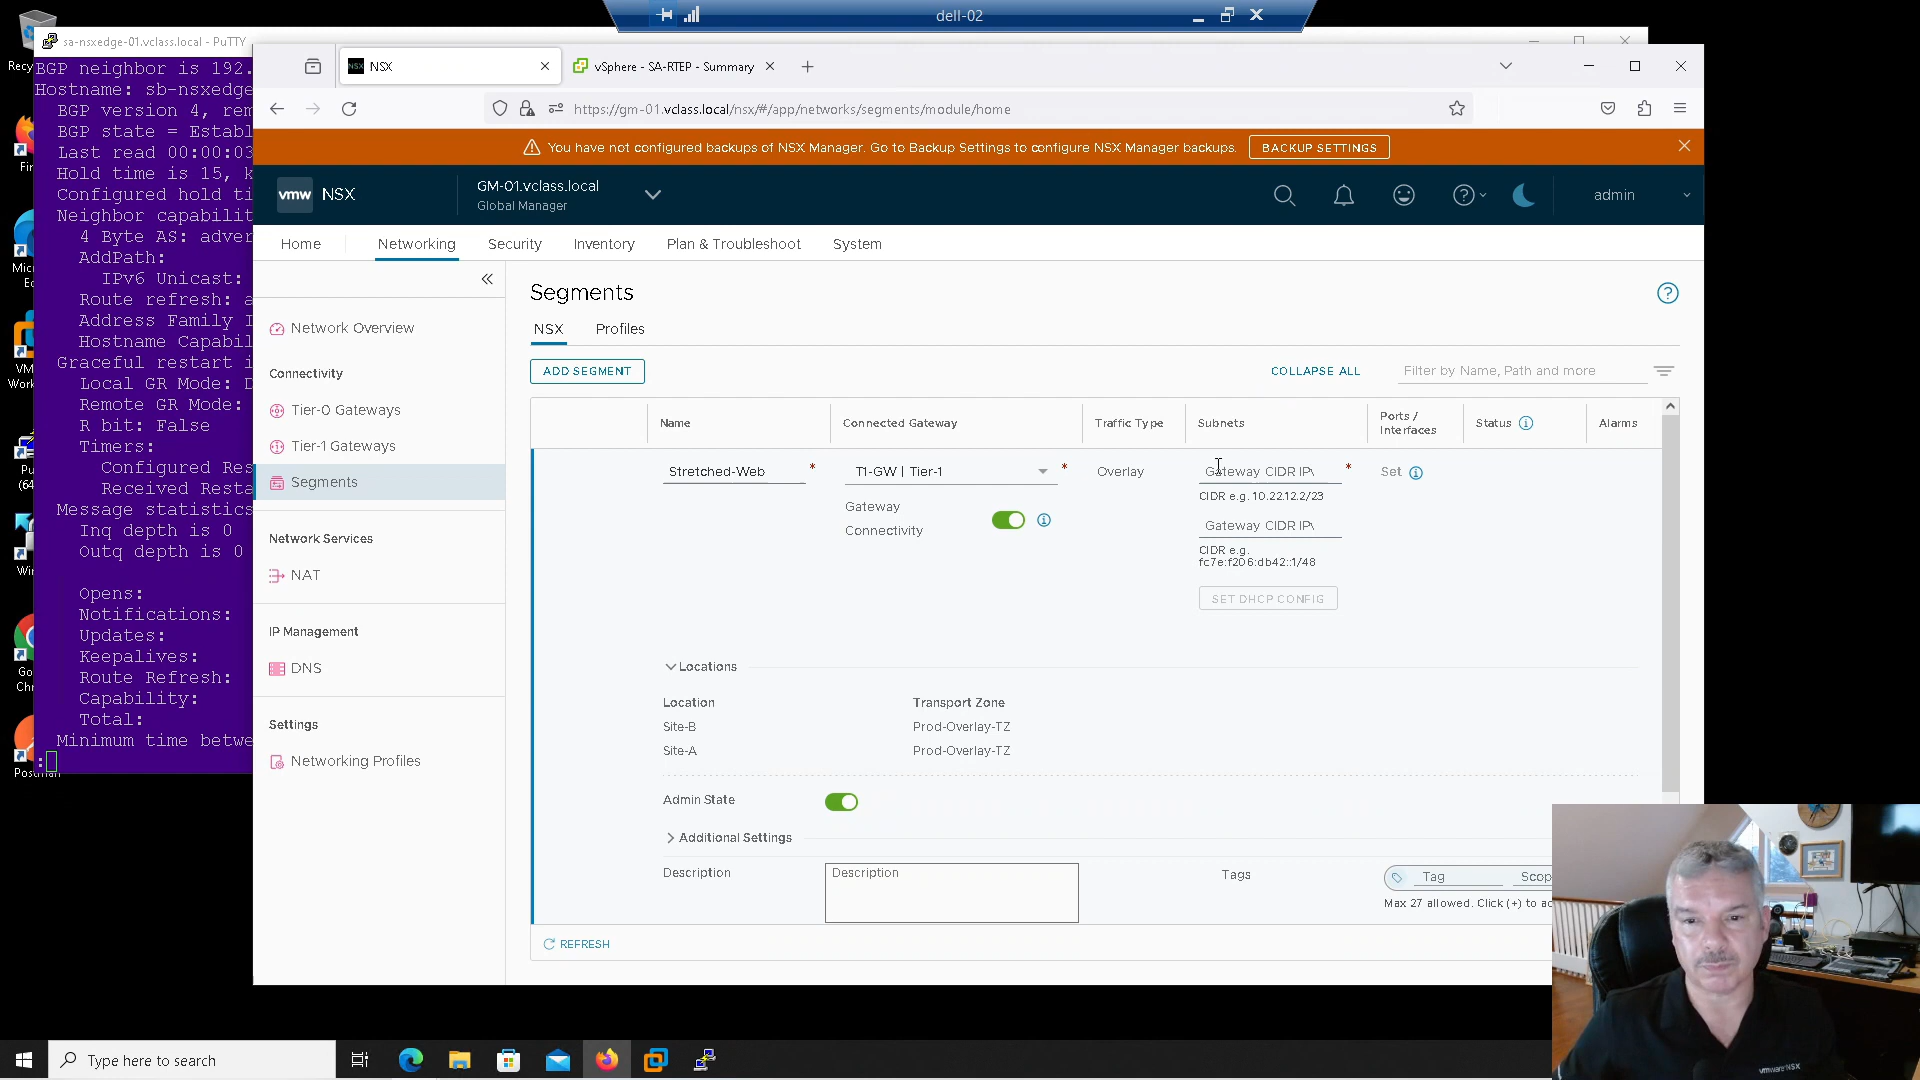 dell-02
sa-nsxedge-01.vclass.local - PuTTY
BGP neighbor is 192.
Hostname: sb-nsxedge
BGP version 4, rem
BGP state = Establ
Last read 00:00:03
Hold time is 15, k
Configured hold ti
Neighbor capabilit
4 Byte AS: adver
AddPath:
IPv6 Unicast:
Route refresh: a
Address Family I
Hostname Capabil
Graceful restart i
Local GR Mode: D
Remote GR Mode:
R bit: False
Timers:
Configured Res
Received Resta
Message statistics
Inq depth is 0
Outq depth is 0
Opens:
Notifications:
Updates:
Keepalives:
Route Refresh:
Capability:
Total:
Minimum time betwe
:
NSX
vSphere - SA-RTEP - Summary
https://gm-01.vclass.local/nsx/#/app/networks/segments/module/home
You have not configured backups of NSX Manager. Go to Backup Settings to configure NSX Manager backups.
BACKUP SETTINGS
vmw NSX
GM-01.vclass.local
Global Manager
admin
Home
Networking
Security
Inventory
Plan & Troubleshoot
System
Network Overview
Connectivity
Tier-0 Gateways
Tier-1 Gateways
Segments
Network Services
NAT
IP Management
DNS
Settings
Networking Profiles
Segments
NSX
Profiles
ADD SEGMENT
COLLAPSE ALL
Filter by Name, Path and more
Name
Connected Gateway
Traffic Type
Subnets
Ports /
Interfaces
Status
Alarms
Stretched-Web *
T1-GW | Tier-1 *
Overlay
Gateway CIDR IPv *
Set
CIDR e.g. 10.22.12.2/23
Gateway
Connectivity
Gateway CIDR IPv
CIDR e.g.
fc7e:f206:db42::1/48
SET DHCP CONFIG
Locations
Location
Transport Zone
Site-B
Prod-Overlay-TZ
Site-A
Prod-Overlay-TZ
Admin State
Additional Settings
Description
Description
Tags
Tag
Scop
Max 27 allowed. Click (+) to ad
REFRESH
Type here to search
vmware NSX